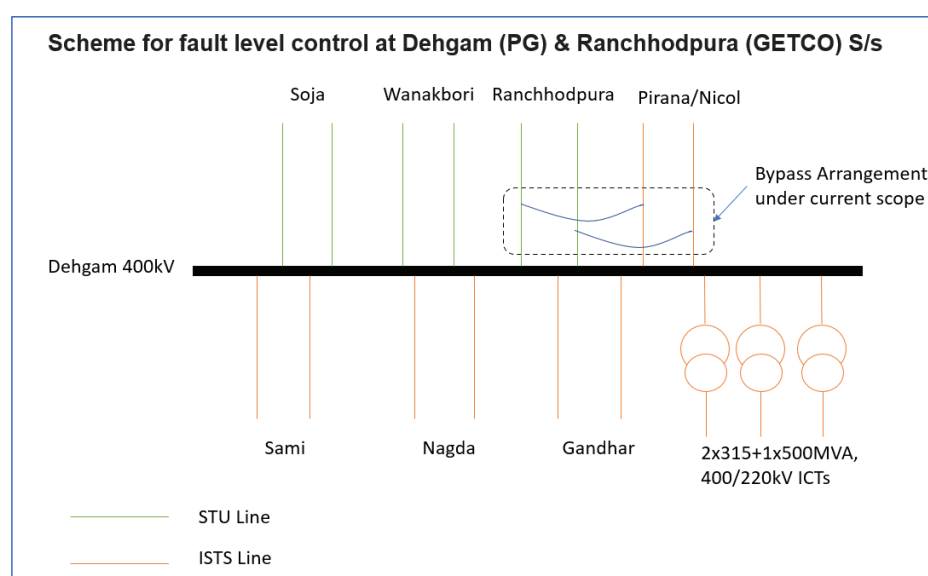 Scheme for fault level control at Dehgam (PG) & Ranchhodpura (GETCO) S/s
Soja
Wanakbori
Ranchhodpura
Pirana/Nicol
Bypass Arrangement
under current scope
Dehgam 400kV
Sami
Nagda
Gandhar
2x315+1x500MVA,
400/220kV ICTs
STU Line
ISTS Line